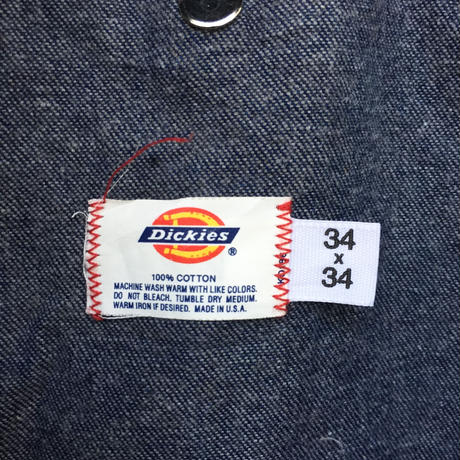 Dickies
®
100% COTTON
MACHINE WASH WARM WITH LIKE COLORS.
DO NOT BLEACH. TUMBLE DRY MEDIUM.
WARM IRON IF DESIRED. MADE IN U.S.A.
34
x
34